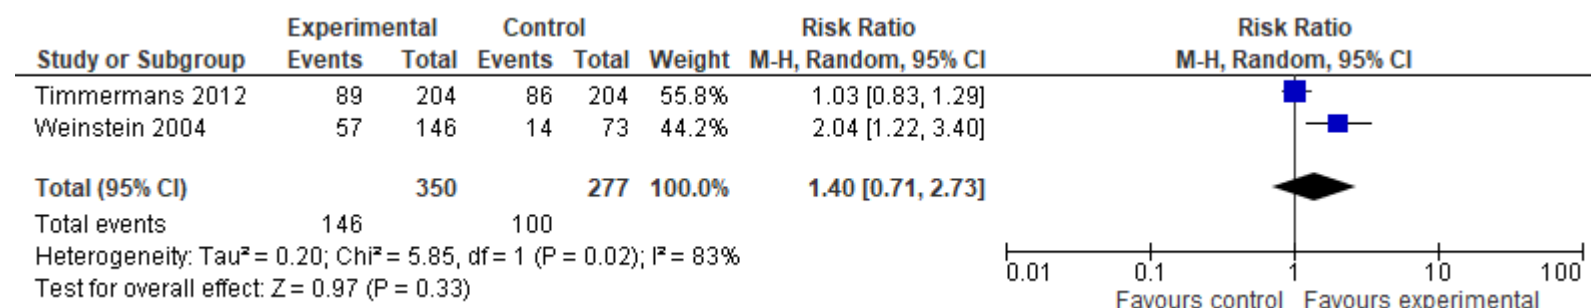 Experimental Control Risk Ratio Risk Ratio
Study or Subgroup Events Total Events Total Weight M-H, Random, 95% CI M-H, Random, 95% CI
Timmermans 2012 89 204 86 204 55.8% 1.03 [0.83, 1.29]
Weinstein 2004 57 146 14 73 44.2% 2.04 [1.22, 3.40]
Total (95% CI) 350 277 100.0% 1.40 [0.71, 2.73]
Total events 146 100
Heterogeneity: Tau² = 0.20; Chi² = 5.85, df = 1 (P = 0.02); I² = 83%
Test for overall effect: Z = 0.97 (P = 0.33)
0.01 0.1 1 10 100
Favours control Favours experimental